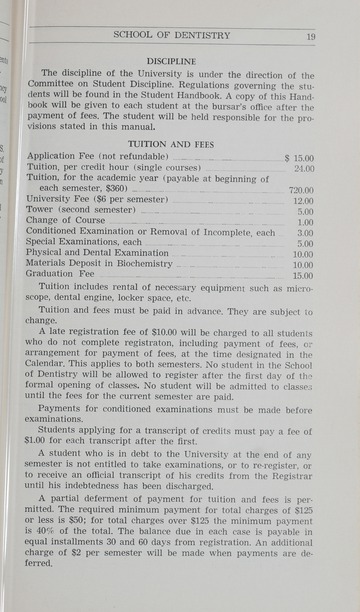 SCHOOL OF DENTISTRY 19
DISCIPLINE
The discipline of the University is under the direction of the
Committee on Student Discipline. Regulations governing the stu-
dents will be found in the Student Handbook. A copy of this Hand-
book will be given to each student at the bursar's office after the
payment of fees. The student will be held responsible for the pro-
visions stated in this manual.
TUITION AND FEES
Application Fee (not refundable) $ 15.00
Tuition, per credit hour (single courses) 24.00
Tuition, for the academic year (payable at beginning of
each semester, $360) 720.00
University Fee ($6 per semester) 12.00
Tower (second semester) 5.00
Change of Course 1.00
Conditioned Examination or Removal of Incomplete, each 3.00
Special Examinations, each 5.00
Physical and Dental Examination 10.00
Materials Deposit in Biochemistry 10.00
Graduation Fee 15.00
Tuition includes rental of necessary equipment such as micro-
scope, dental engine, locker space, etc.
Tuition and fees must be paid in advance. They are subject to
change.
A late registration fee of $10.00 will be charged to all students
who do not complete registraton, including payment of fees, or
arrangement for payment of fees, at the time designated in the
Calendar. This applies to both semesters. No student in the School
of Dentistry will be allowed to register after the first day of the
formal opening of classes. No student will be admitted to classes
until the fees for the current semester are paid.
Payments for conditioned examinations must be made before
examinations.
Students applying for a transcript of credits must pay a fee of
$1.00 for each transcript after the first.
A student who is in debt to the University at the end of any
semester is not entitled to take examinations, or to re-register, or
to receive an official transcript of his credits from the Registrar
until his indebtedness has been discharged.
A partial deferment of payment for tuition and fees is per-
mitted. The required minimum payment for total charges of $125
or less is $50; for total charges over $125 the minimum payment
is 40% of the total. The balance due in each case is payable in
equal installments 30 and 60 days from registration. An additional
charge of $2 per semester will be made when payments are de-
ferred.